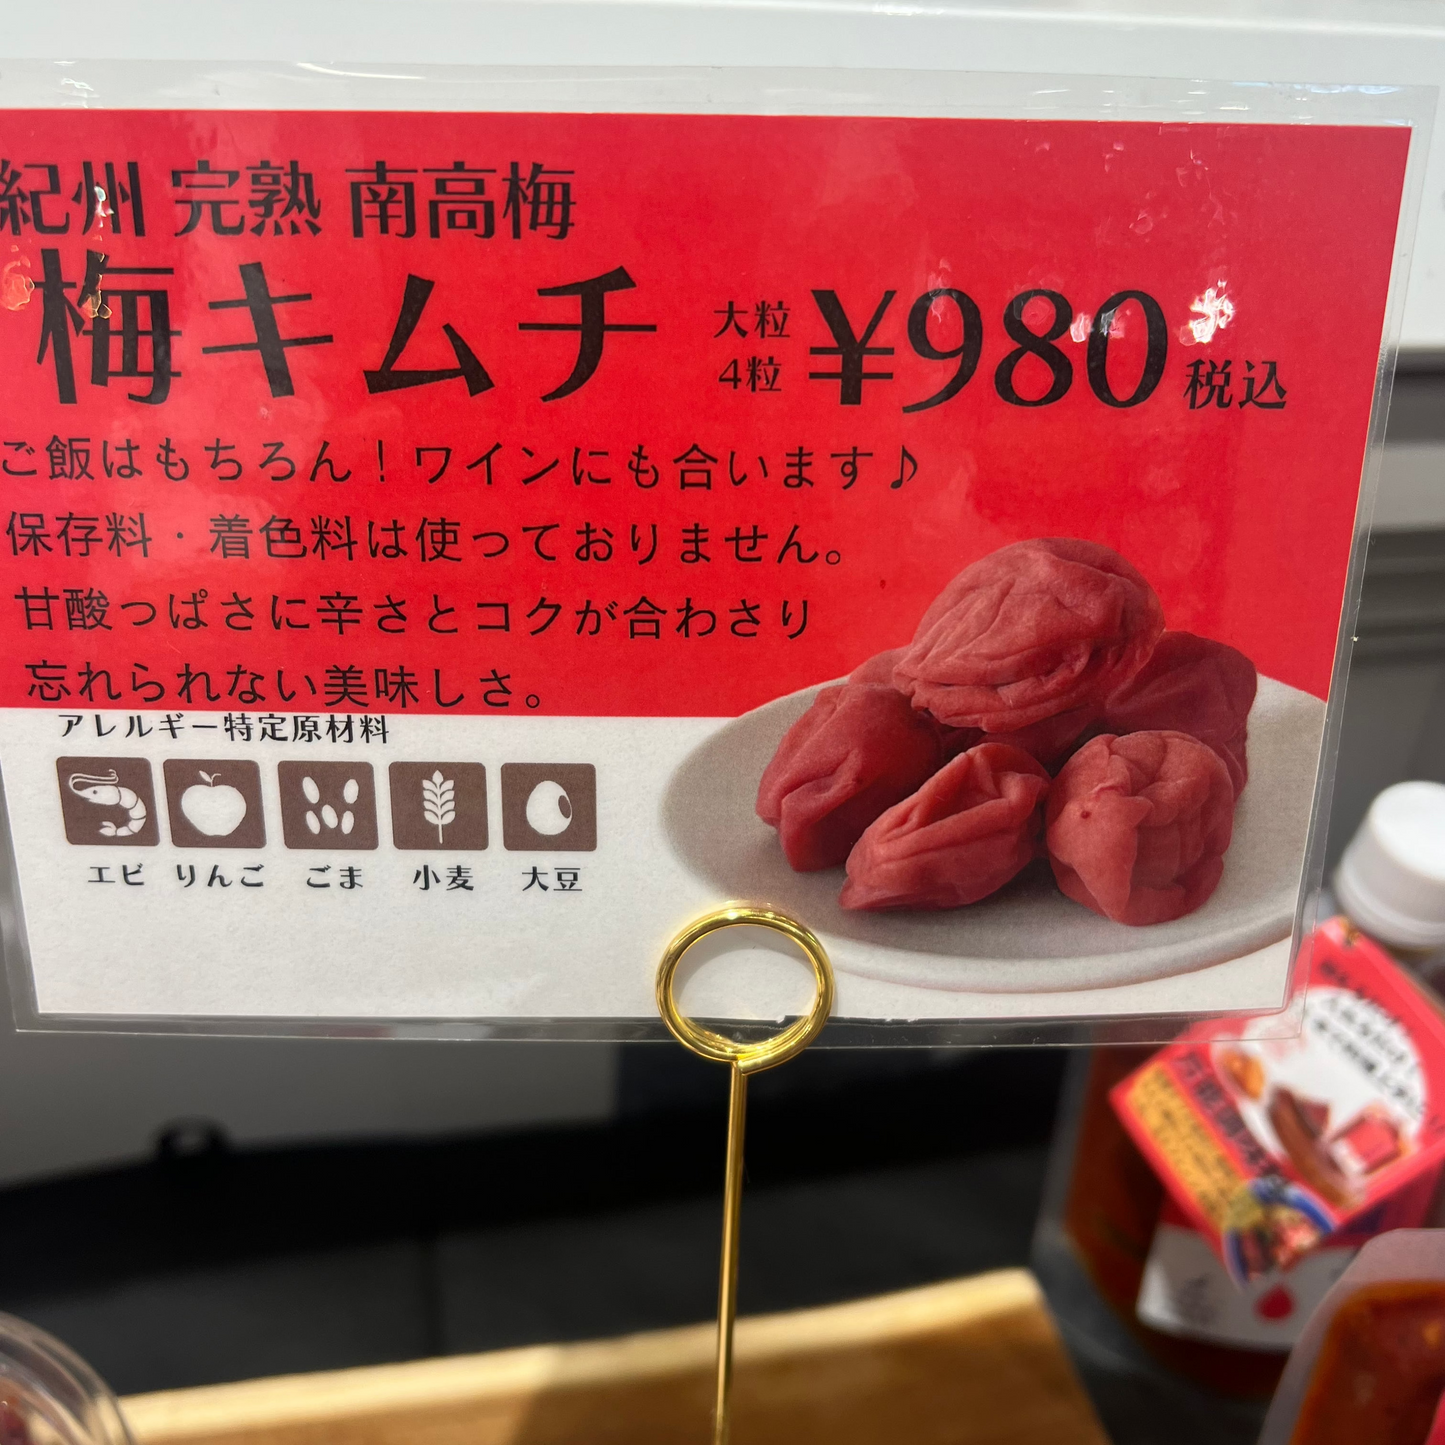 紀州 完熟 南高梅
梅キムチ
大粒
4粒
¥980 税込
ご飯はもちろん！ワインにも合います♪
保存料・着色料は使っておりません。
甘酸っぱさに辛さとコクが合わさり
忘れられない美味しさ。
アレルギー特定原材料
エビ りんご ごま 小麦 大豆